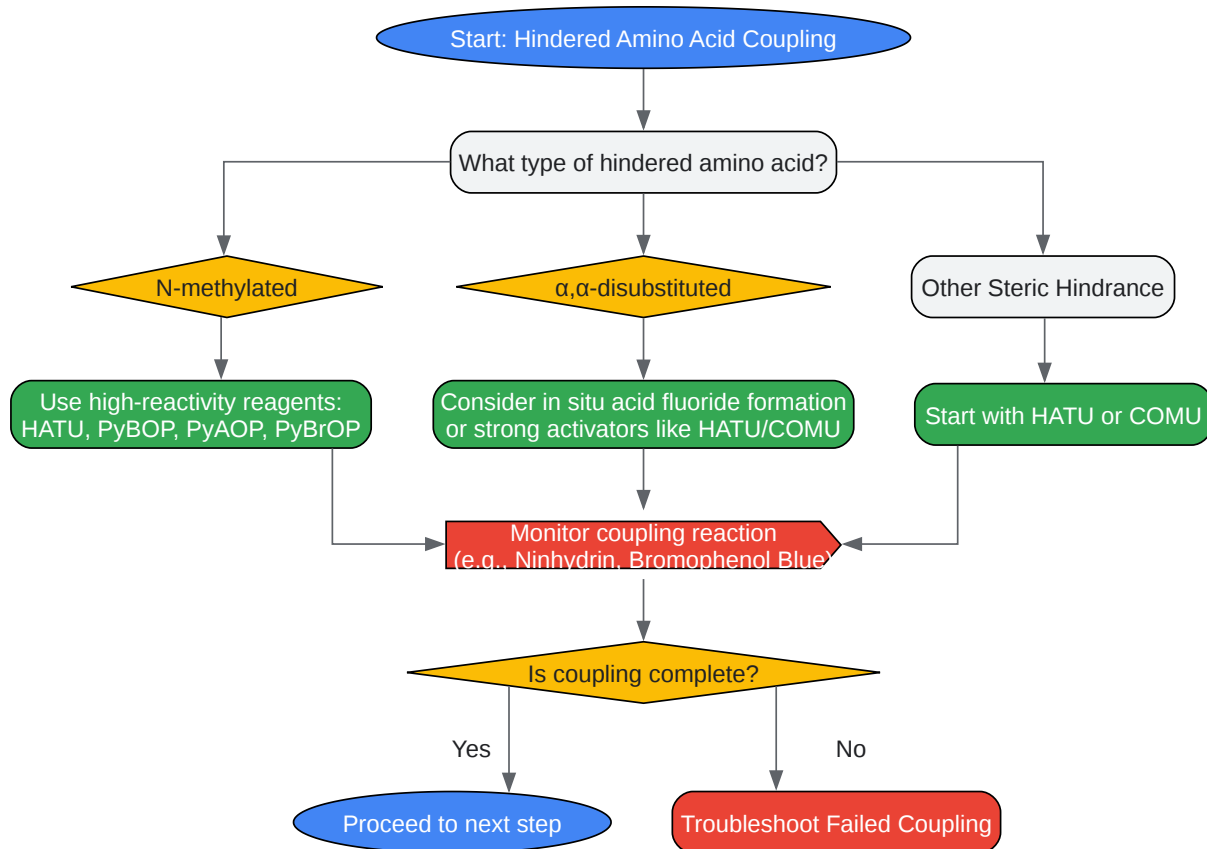 Start: Hindered Amino Acid Coupling
What type of hindered amino acid?
N-methylated
α,α-disubstituted
Other Steric Hindrance
Use high-reactivity reagents:
HATU, PyBOP, PyAOP, PyBrOP
Consider in situ acid fluoride formation
or strong activators like HATU/COMU
Start with HATU or COMU
Monitor coupling reaction
(e.g., Ninhydrin, Bromophenol Blue)
Is coupling complete?
Yes
No
Proceed to next step
Troubleshoot Failed Coupling